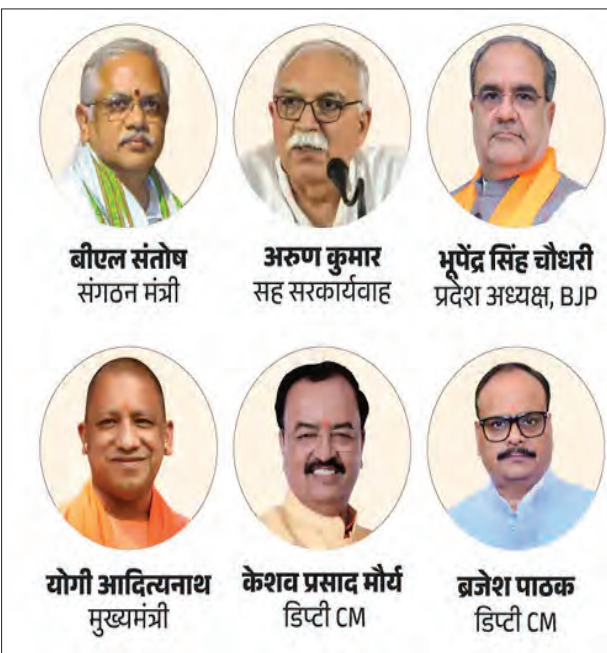 बीएल संतोष
संगठन मंत्री
अरुण कुमार
सह सरकार्यवाह
भूपेंद्र सिंह चौधरी
प्रदेश अध्यक्ष, BJP
योगी आदित्यनाथ
मुख्यमंत्री
केशव प्रसाद मौर्य
डिप्टी CM
ब्रजेश पाठक
डिप्टी CM